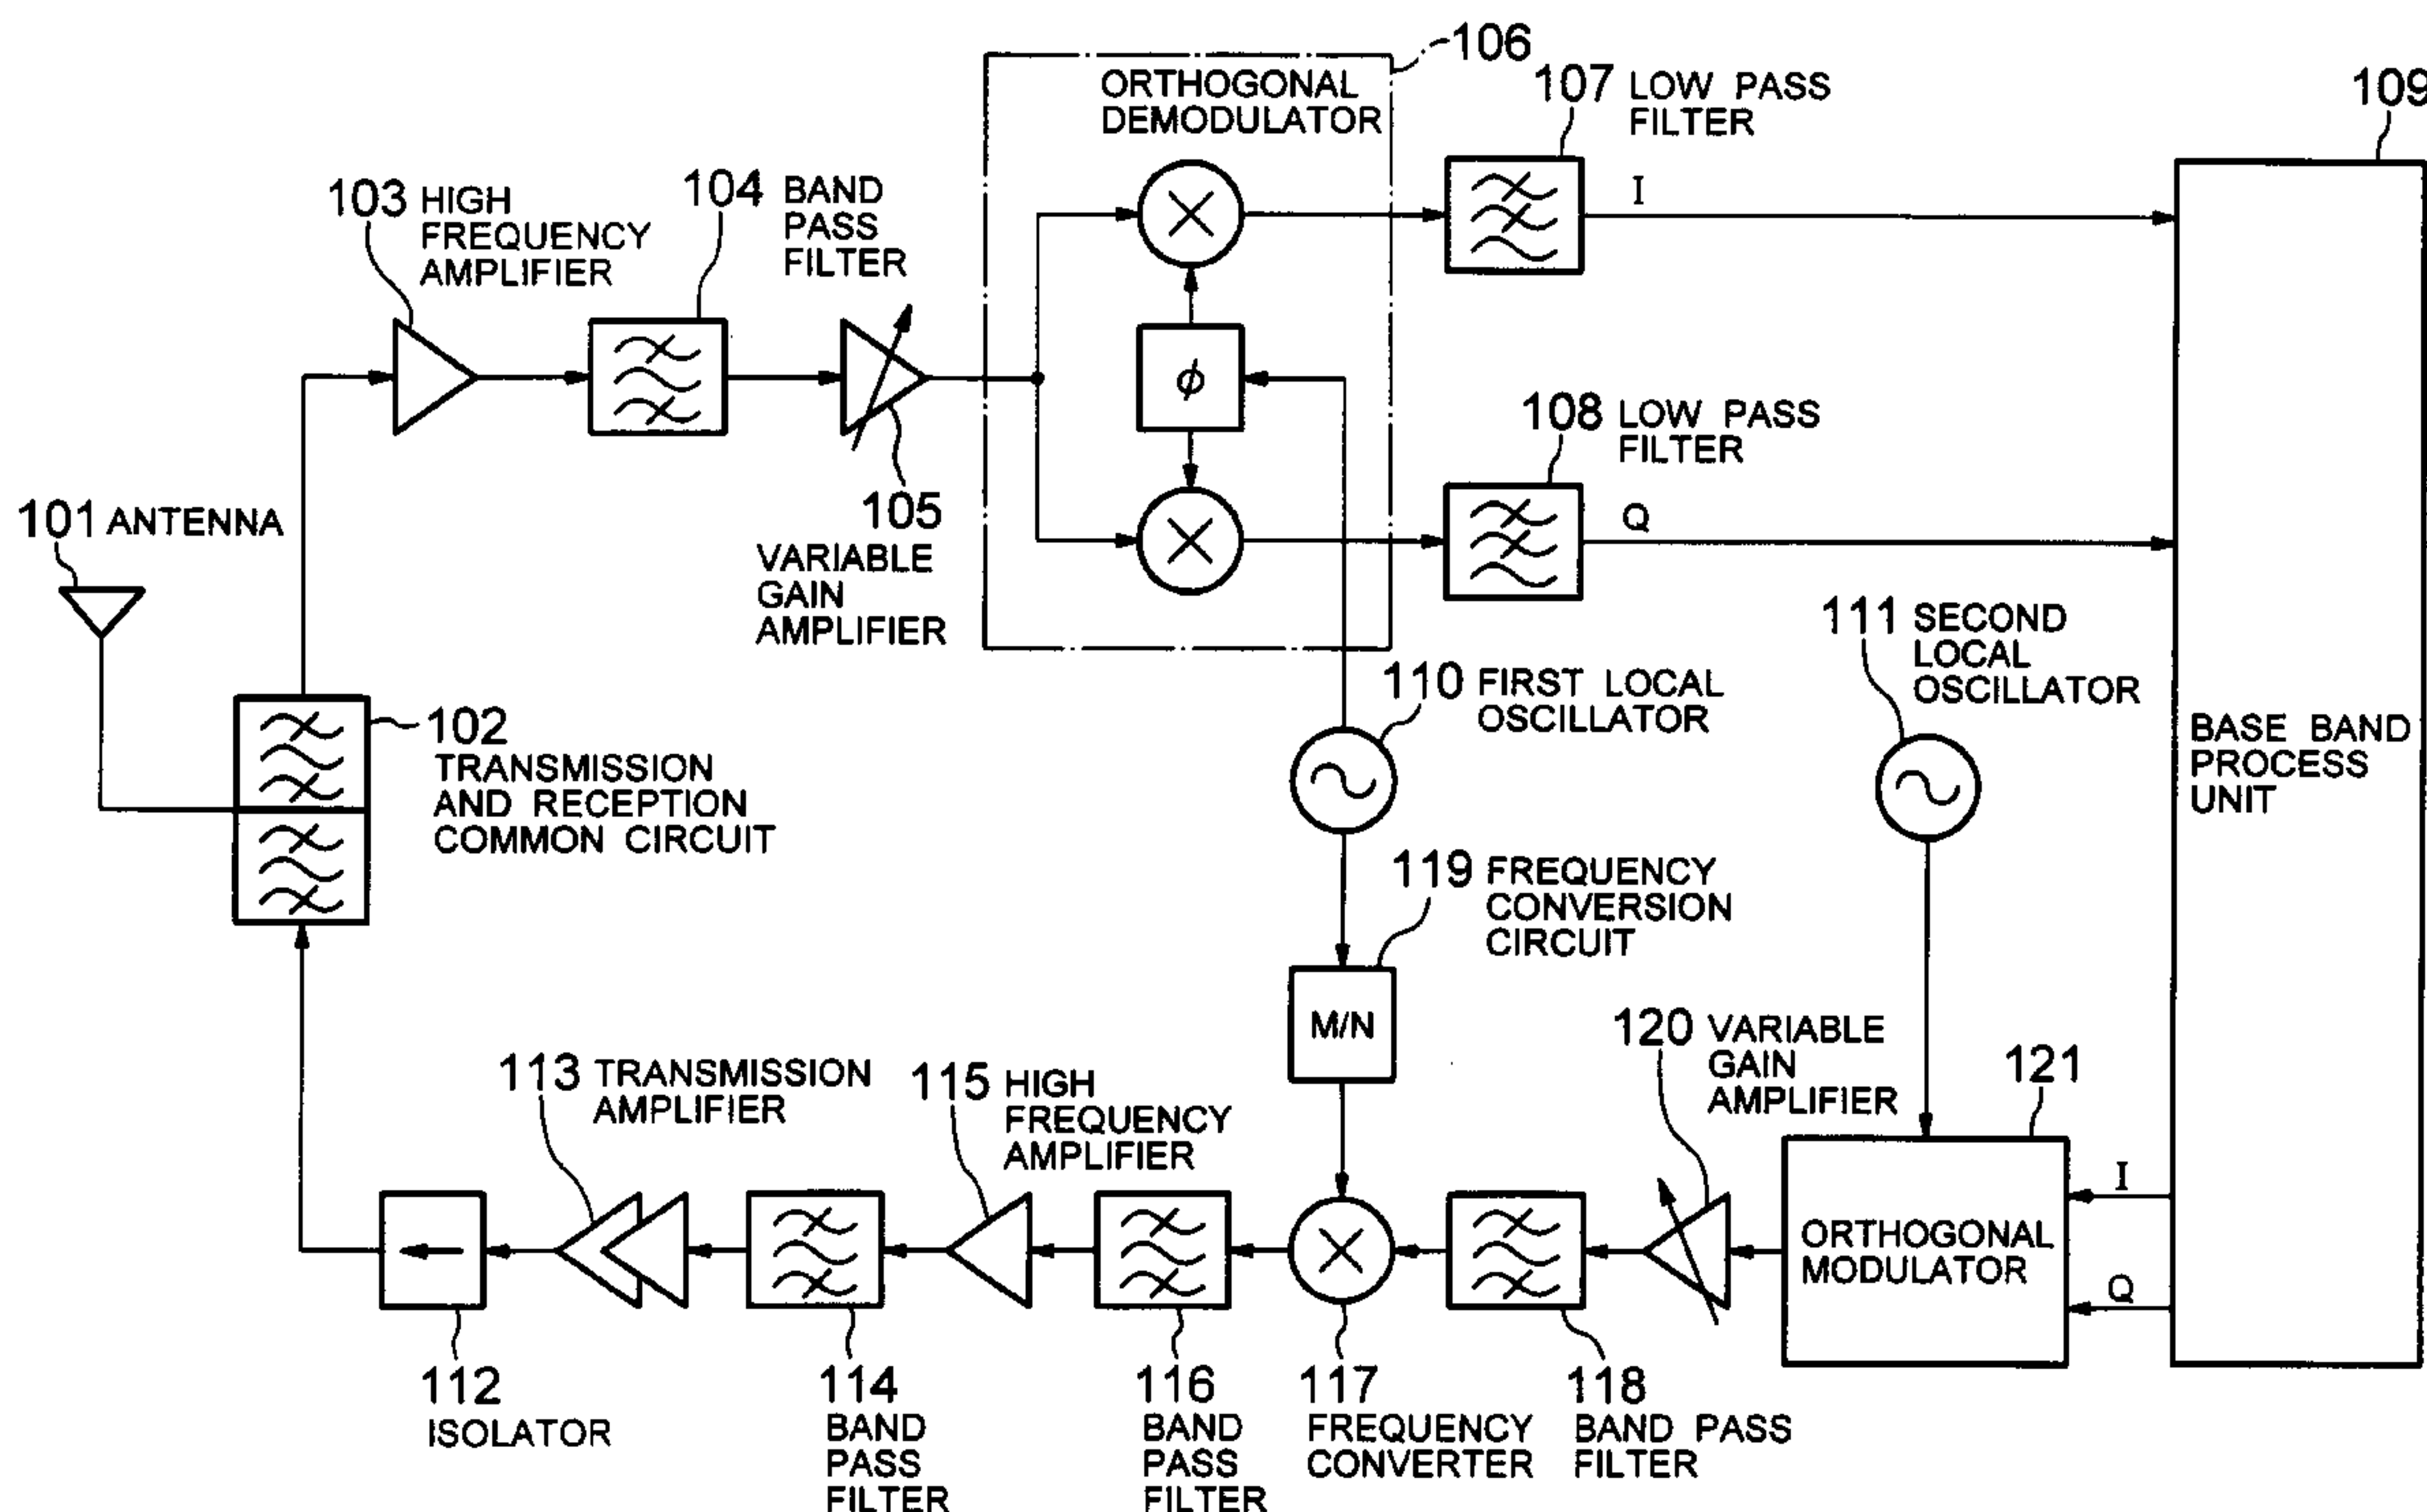 106
ORTHOGONAL
DEMODULATOR
107 LOW PASS
FILTER
109
103 HIGH
FREQUENCY
AMPLIFIER
104 BAND
PASS
FILTER
I
ϕ
108 LOW PASS
FILTER
105
VARIABLE
GAIN
AMPLIFIER
Q
101 ANTENNA
111 SECOND
LOCAL
OSCILLATOR
110 FIRST LOCAL
OSCILLATOR
102
TRANSMISSION
AND RECEPTION
COMMON CIRCUIT
BASE BAND
PROCESS
UNIT
119 FREQUENCY
CONVERSION
CIRCUIT
M/N
120 VARIABLE
GAIN
AMPLIFIER
121
113 TRANSMISSION
AMPLIFIER
115 HIGH
FREQUENCY
AMPLIFIER
I
ORTHOGONAL
MODULATOR
Q
112
ISOLATOR
114
BAND
PASS
FILTER
116
BAND
PASS
FILTER
117
FREQUENCY
CONVERTER
118
BAND PASS
FILTER